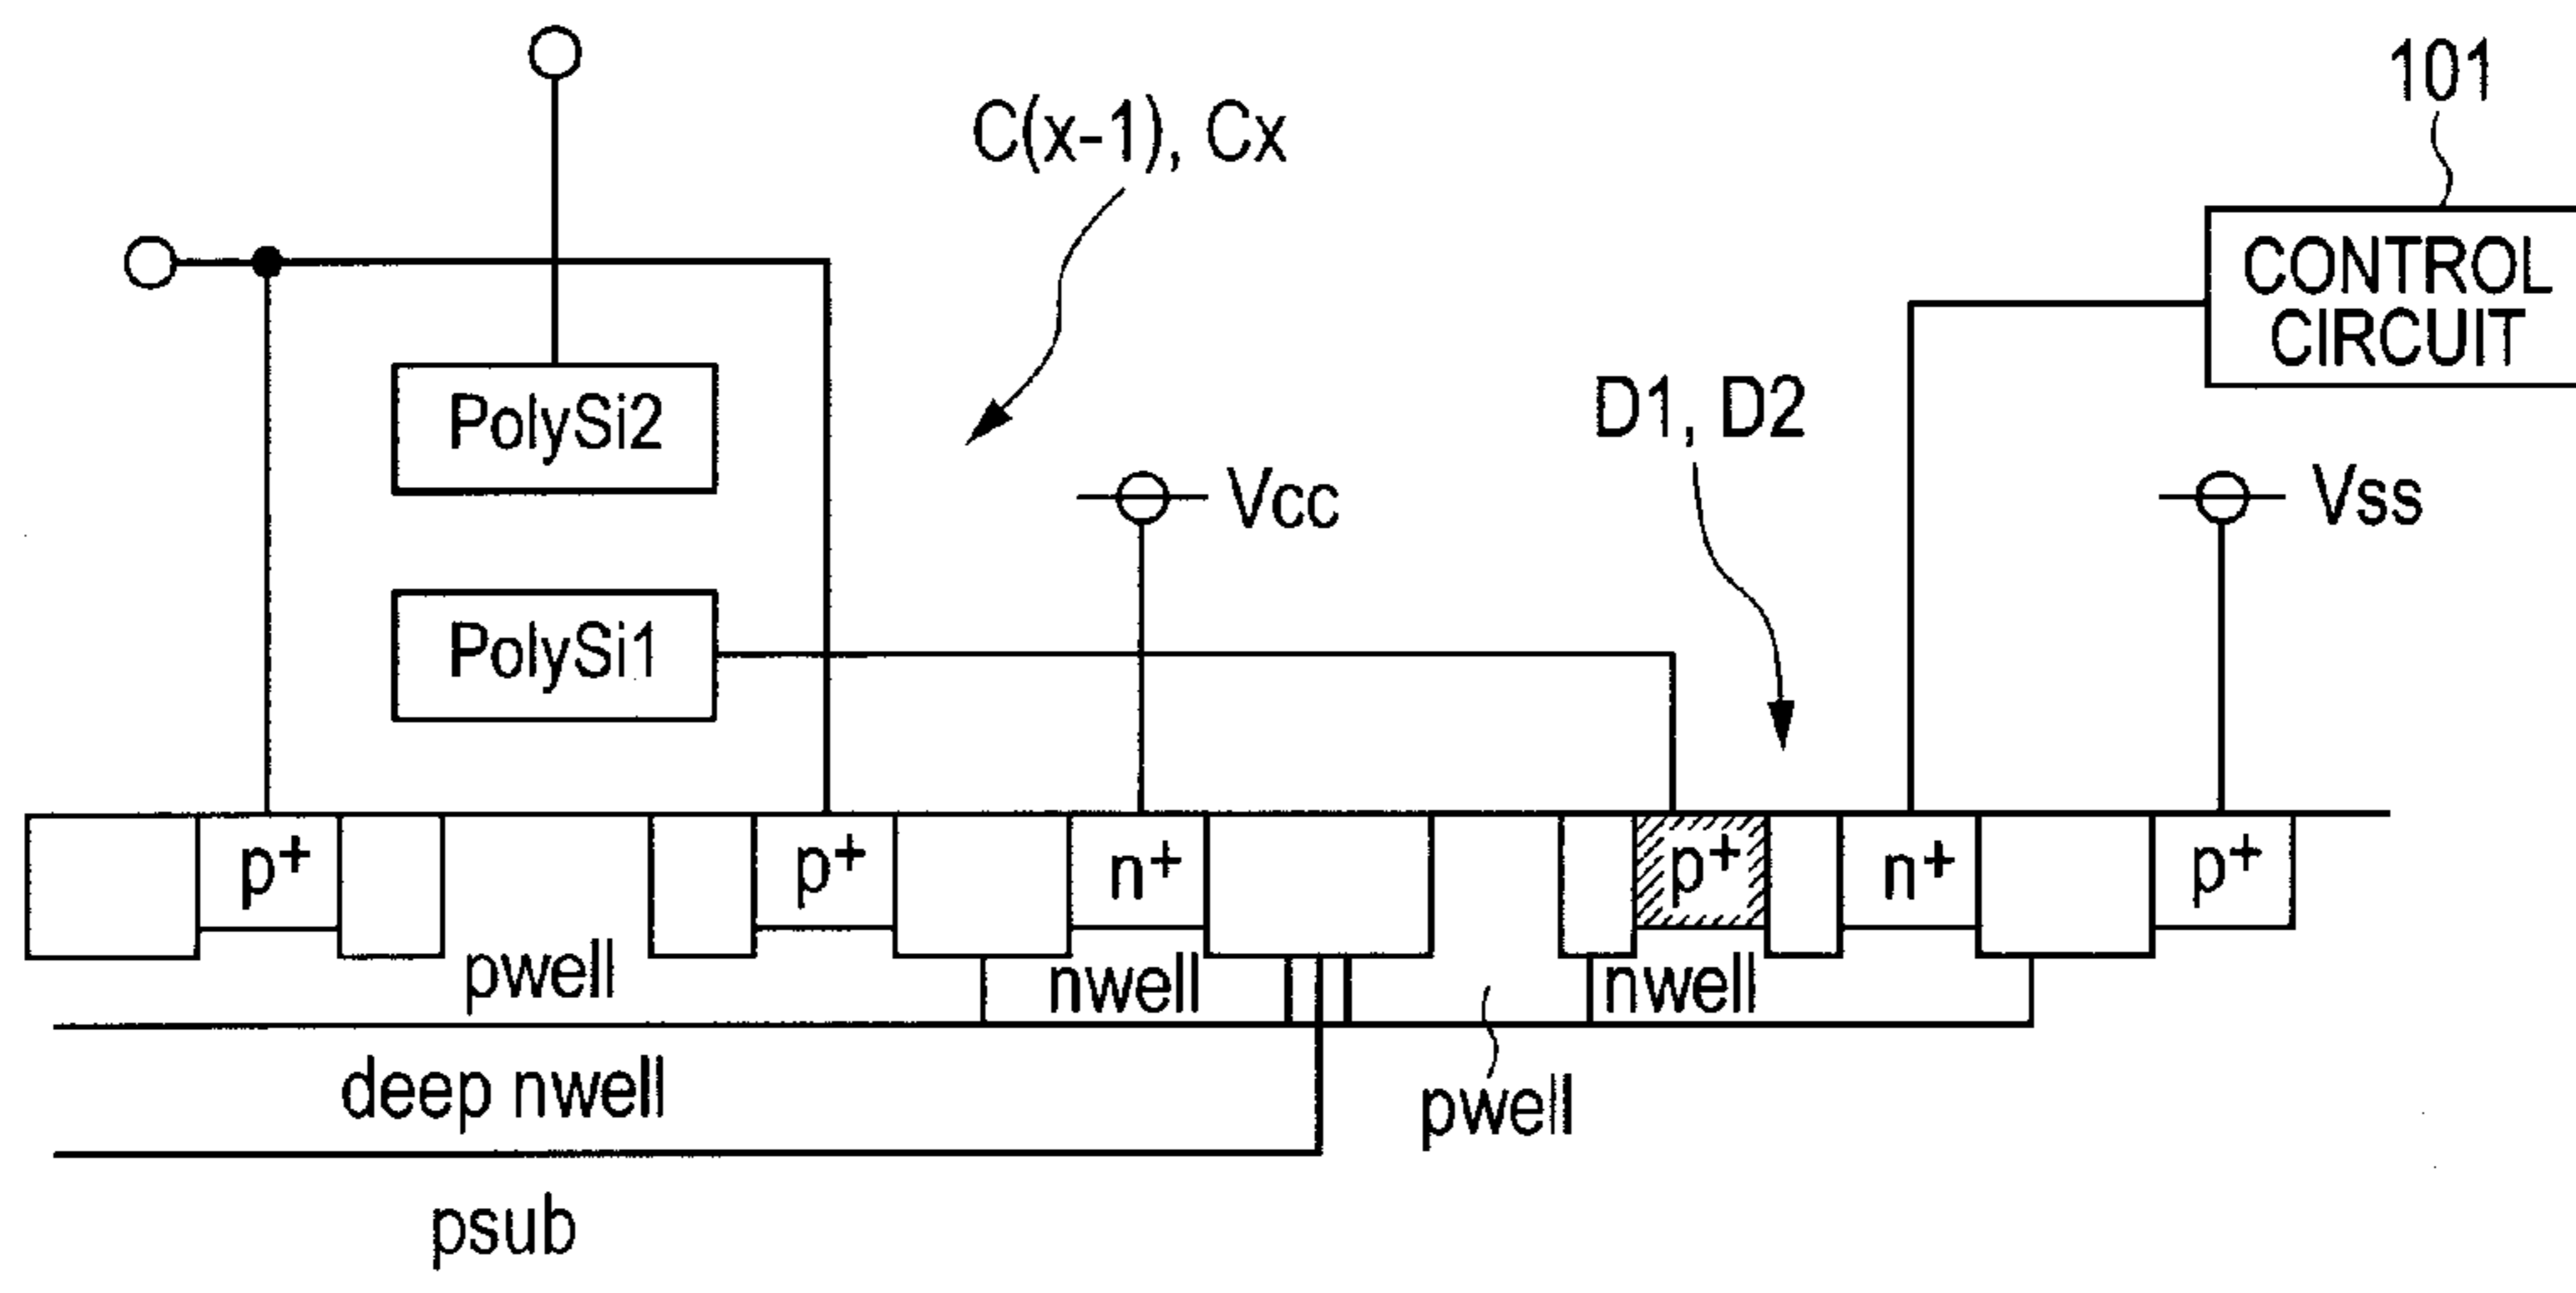 101
C(x-1), Cx
CONTROL
CIRCUIT
D1, D2
PolySi2
Vcc
Vss
PolySi1
p+
p+
n+
p+
n+
p+
pwell
nwell
nwell
deep nwell
pwell
psub